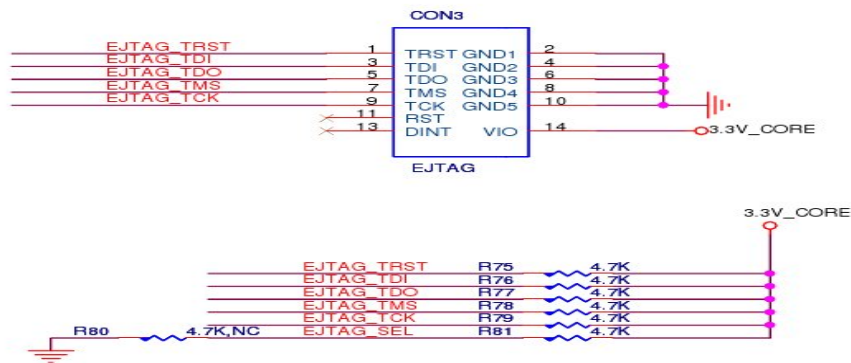 CON3
EJTAG_TRST 1 TRST GND1 2
EJTAG_TDI 3 TDI GND2 4
EJTAG_TDO 5 TDO GND3 6
EJTAG_TMS 7 TMS GND4 8
EJTAG_TCK 9 TCK GND5 10
11 RST
13 DINT VIO 14 3.3V_CORE
EJTAG
3.3V_CORE
EJTAG_TRST R75 4.7K
EJTAG_TDI R76 4.7K
EJTAG_TDO R77 4.7K
EJTAG_TMS R78 4.7K
EJTAG_TCK R79 4.7K
R80 4.7K,NC EJTAG_SEL R81 4.7K